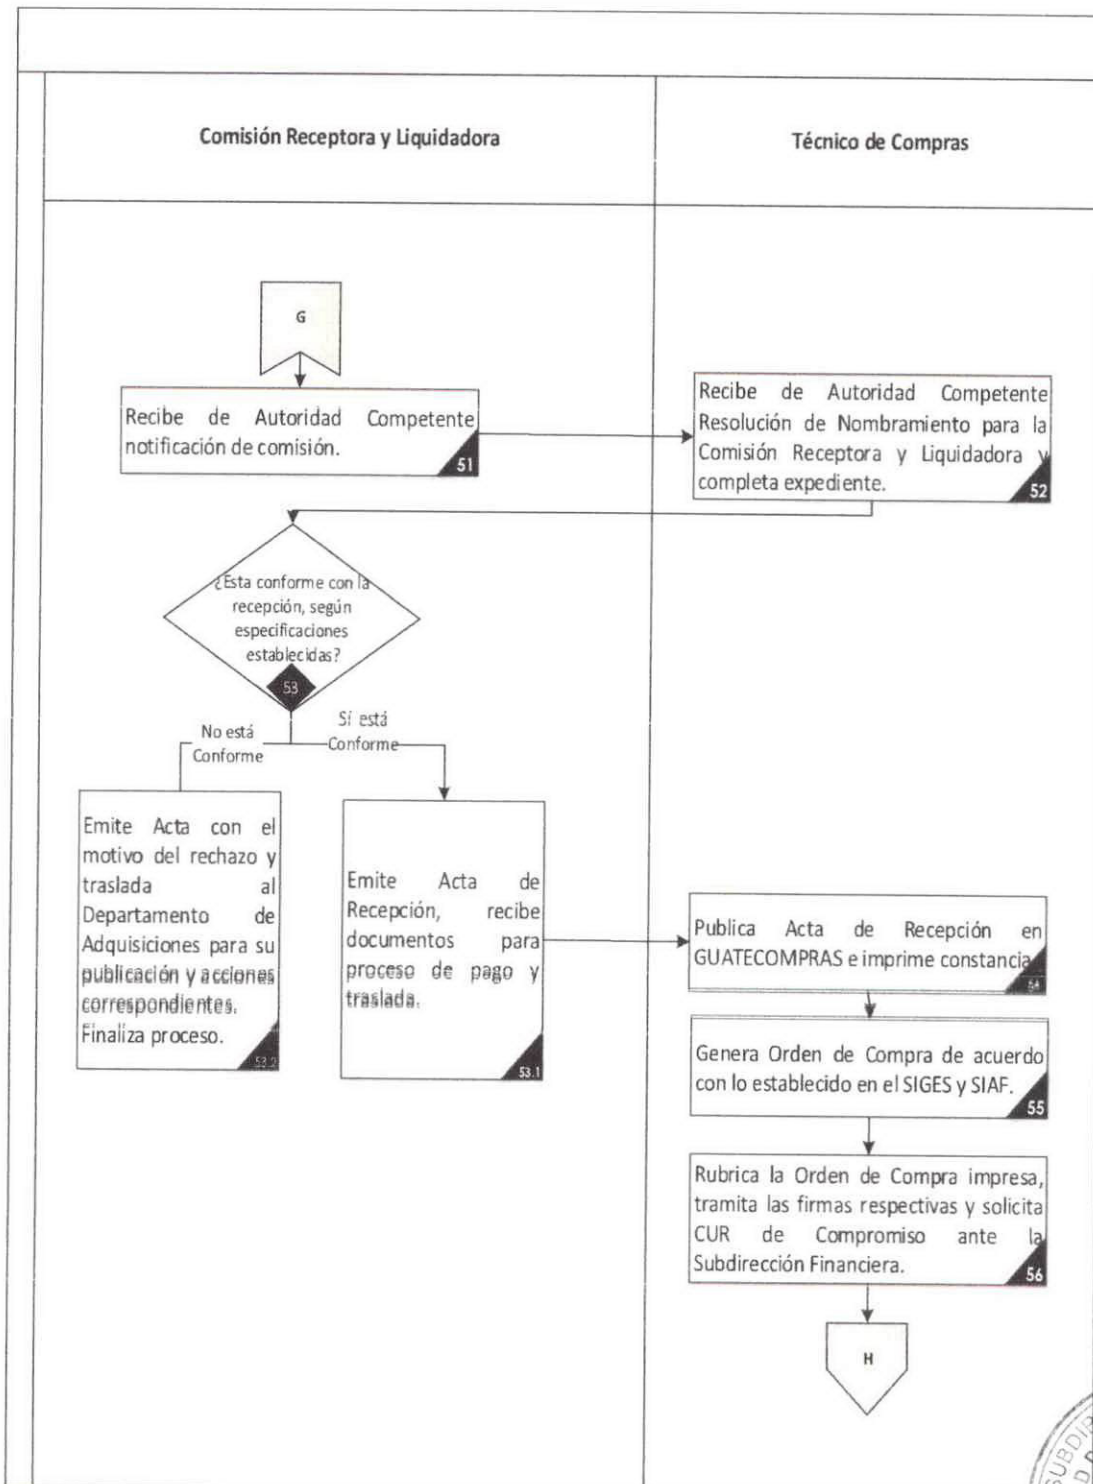 Comisión Receptora y Liquidadora
Técnico de Compras
G
Recibe de Autoridad Competente
notificación de comisión.
51
Recibe de Autoridad Competente
Resolución de Nombramiento para la
Comisión Receptora y Liquidadora y
completa expediente.
52
¿Esta conforme con la
recepción, según
especificaciones
establecidas?
53
No está
Conforme
Sí está
Conforme
Emite Acta con el
motivo del rechazo y
traslada al
Departamento de
Adquisiciones para su
publicación y acciones
correspondientes.
Finaliza proceso.
53.2
Emite Acta de
Recepción, recibe
documentos para
proceso de pago y
traslada.
53.1
Publica Acta de Recepción en
GUATECOMPRAS e imprime constancia
54
Genera Orden de Compra de acuerdo
con lo establecido en el SIGES y SIAF.
55
Rubrica la Orden de Compra impresa,
tramita las firmas respectivas y solicita
CUR de Compromiso ante la
Subdirección Financiera.
56
H